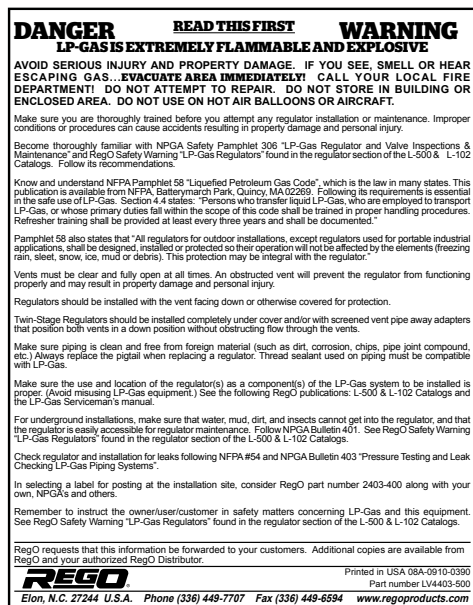 DANGER READ THIS FIRST WARNING
LP-GAS IS EXTREMELY FLAMMABLE AND EXPLOSIVE
AVOID SERIOUS INJURY AND PROPERTY DAMAGE. IF YOU SEE, SMELL OR HEAR
ESCAPING GAS...EVACUATE AREA IMMEDIATELY! CALL YOUR LOCAL FIRE
DEPARTMENT! DO NOT ATTEMPT TO REPAIR. DO NOT STORE IN BUILDING OR
ENCLOSED AREA. DO NOT USE ON HOT AIR BALLOONS OR AIRCRAFT.
Make sure you are thoroughly trained before you attempt any regulator installation or maintenance. Improper
conditions or procedures can cause accidents resulting in property damage and personal injury.
Become thoroughly familiar with NPGA Safety Pamphlet 306 "LP-Gas Regulator and Valve Inspections &
Maintenance" and RegO Safety Warning "LP-Gas Regulators" found in the regulator section of the L-500 & L-102
Catalogs. Follow its recommendations.
Know and understand NFPA Pamphlet 58 "Liquefied Petroleum Gas Code", which is the law in many states. This
publication is available from NFPA, Batterymarch Park, Quincy, MA 02269. Following its requirements is essential
in the safe use of LP-Gas. Section 4.4 states: "Persons who transfer liquid LP-Gas, who are employed to transport
LP-Gas, or whose primary duties fall within the scope of this code shall be trained in proper handling procedures.
Refresher training shall be provided at least every three years and shall be documented."
Pamphlet 58 also states that "All regulators for outdoor installations, except regulators used for portable industrial
applications, shall be designed, installed or protected so their operation will not be affected by the elements (freezing
rain, sleet, snow, ice, mud or debris). This protection may be integral with the regulator."
Vents must be clear and fully open at all times. An obstructed vent will prevent the regulator from functioning
properly and may result in property damage and personal injury.
Regulators should be installed with the vent facing down or otherwise covered for protection.
Twin-Stage Regulators should be installed completely under cover and/or with screened vent pipe away adapters
that position both vents in a down position without obstructing flow through the vents.
Make sure piping is clean and free from foreign material (such as dirt, corrosion, chips, pipe joint compound,
etc.) Always replace the pigtail when replacing a regulator. Thread sealant used on piping must be compatible
with LP-Gas.
Make sure the use and location of the regulator(s) as a component(s) of the LP-Gas system to be installed is
proper. (Avoid misusing LP-Gas equipment.) See the following RegO publications: L-500 & L-102 Catalogs and
the LP-Gas Serviceman's manual.
For underground installations, make sure that water, mud, dirt, and insects cannot get into the regulator, and that
the regulator is easily accessible for regulator maintenance. Follow NPGA Bulletin 401. See RegO Safety Warning
"LP-Gas Regulators" found in the regulator section of the L-500 & L-102 Catalogs.
Check regulator and installation for leaks following NFPA #54 and NPGA Bulletin 403 "Pressure Testing and Leak
Checking LP-Gas Piping Systems".
In selecting a label for posting at the installation site, consider RegO part number 2403-400 along with your
own, NPGA's and others.
Remember to instruct the owner/user/customer in safety matters concerning LP-Gas and this equipment.
See RegO Safety Warning "LP-Gas Regulators" found in the regulator section of the L-500 & L-102 Catalogs.
RegO requests that this information be forwarded to your customers. Additional copies are available from
RegO and your authorized RegO Distributor.
Printed in USA 08A-0910-0390
REGO Part number LV4403-500
Elon, N.C. 27244 U.S.A. Phone (336) 449-7707 Fax (336) 449-6594 www.regoproducts.com